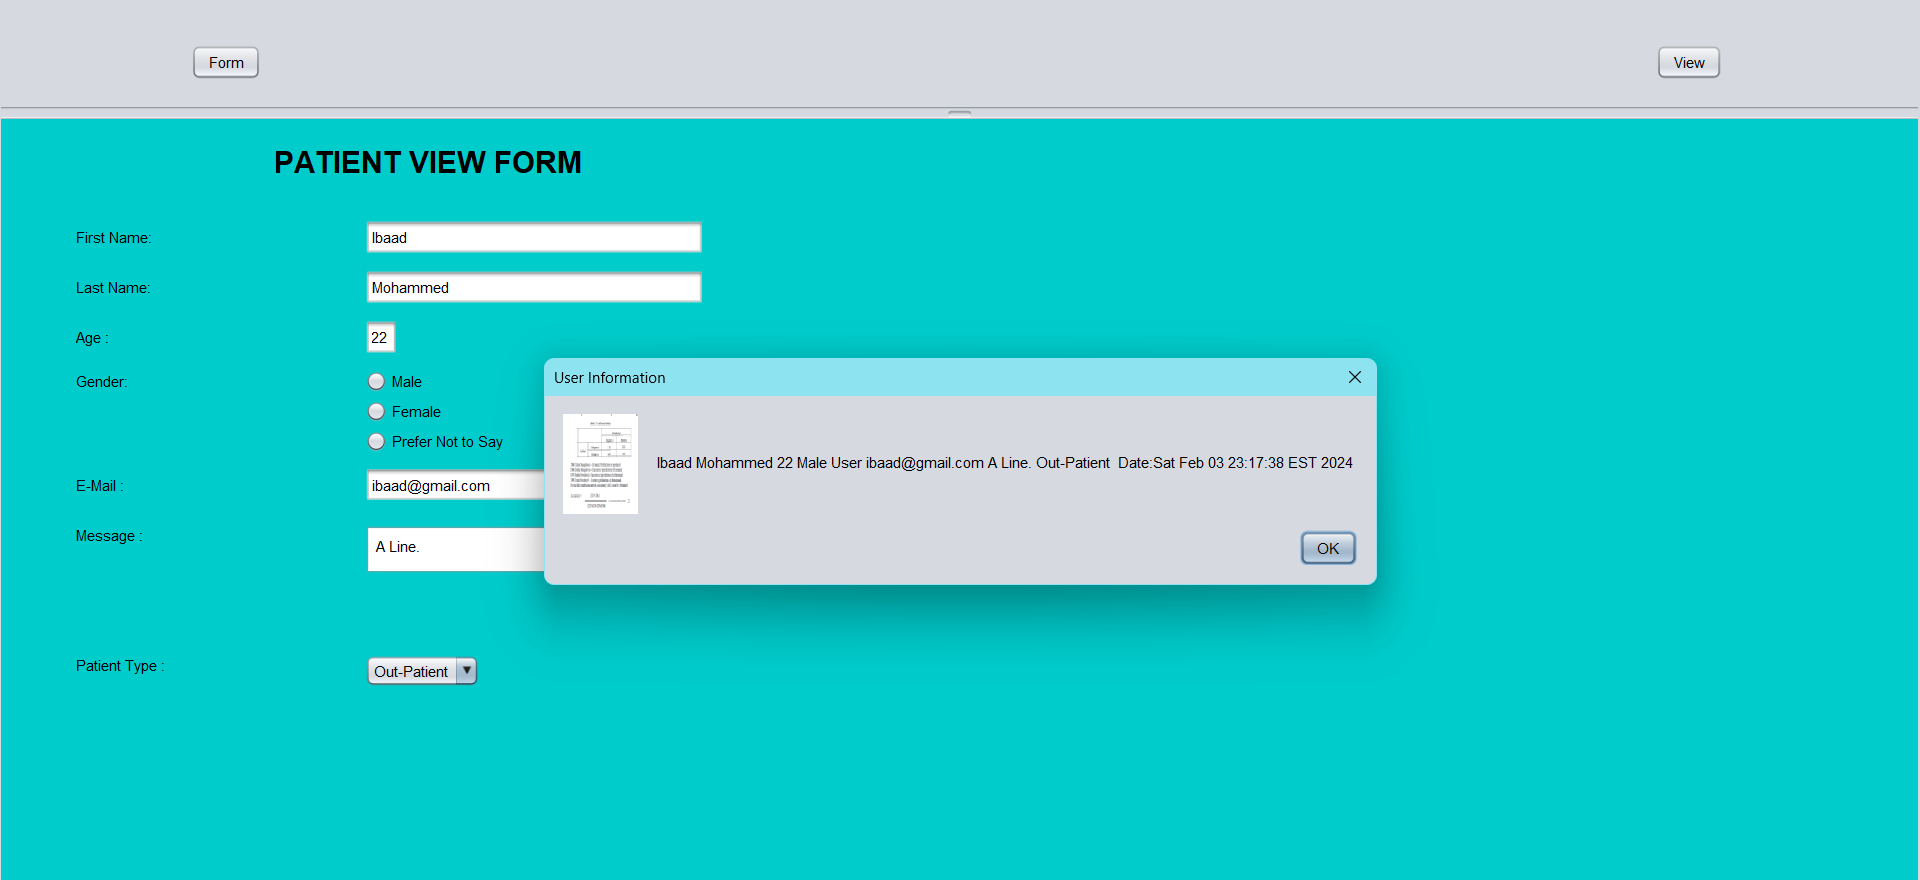 Form
View
PATIENT VIEW FORM
First Name:
Ibaad
Last Name:
Mohammed
Age :
22
Gender:
Male
Female
Prefer Not to Say
E-Mail :
ibaad@gmail.com
Message :
A Line.
Patient Type :
Out-Patient
User Information
Ibaad Mohammed 22 Male User ibaad@gmail.com A Line. Out-Patient  Date:Sat Feb 03 23:17:38 EST 2024
OK